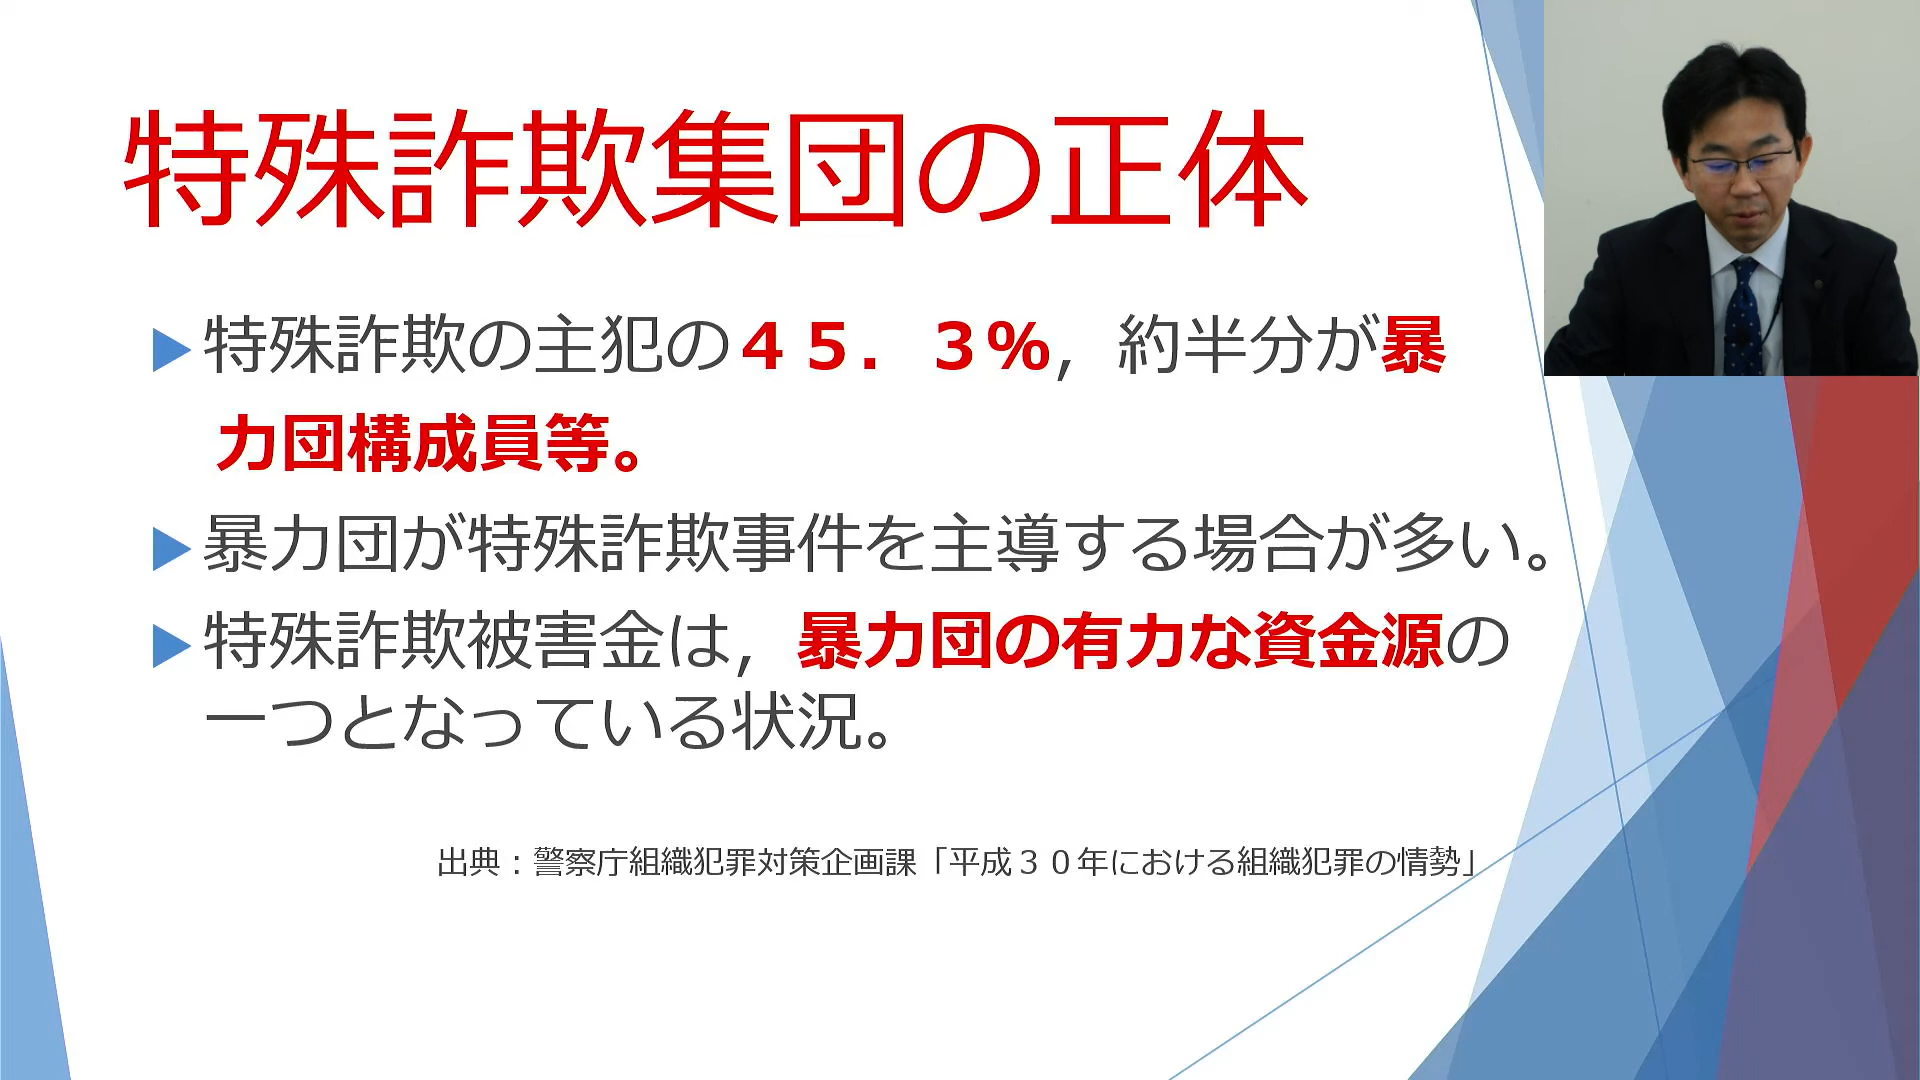 特殊詐欺集団の正体
特殊詐欺の主犯の４５．３％，約半分が暴
力団構成員等。
暴力団が特殊詐欺事件を主導する場合が多い。
特殊詐欺被害金は，暴力団の有力な資金源の
一つとなっている状況。
出典：警察庁組織犯罪対策企画課「平成３０年における組織犯罪の情勢」